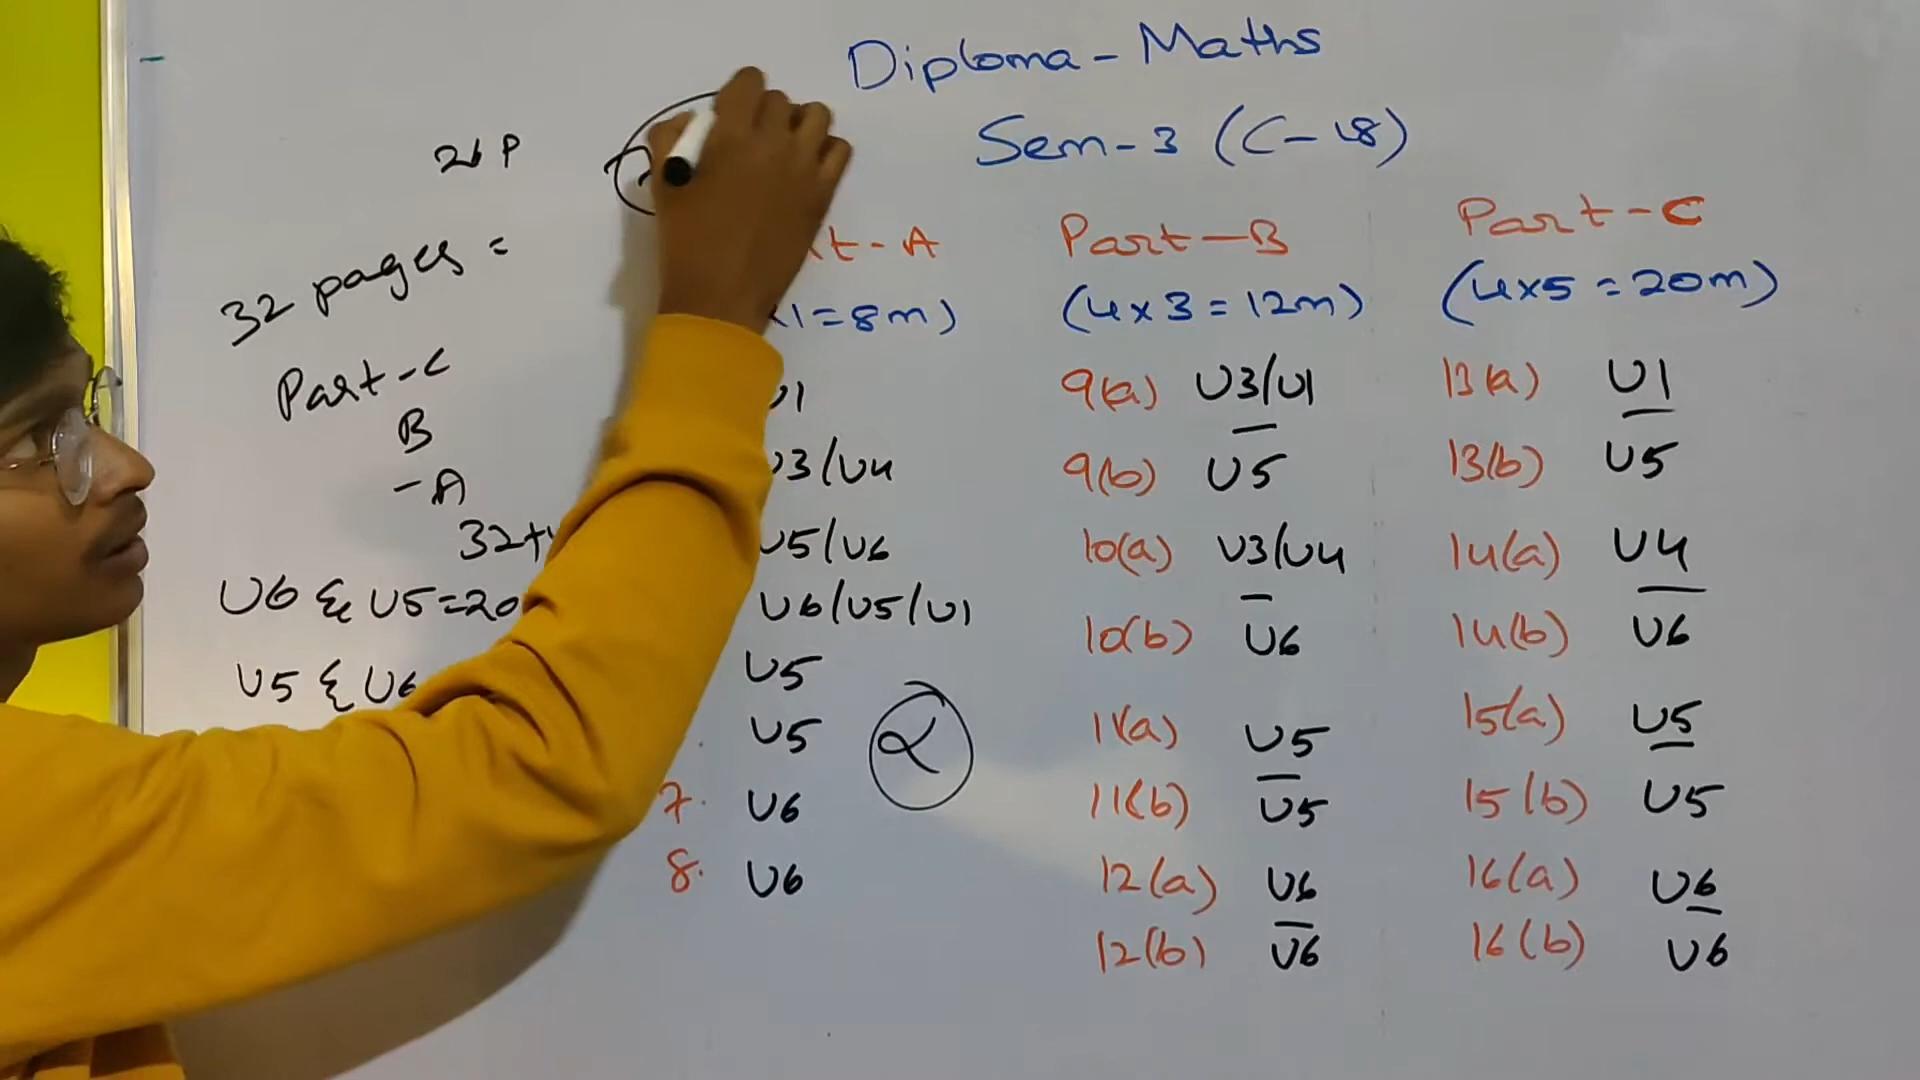 Diploma - Maths
Sem - 3 (C-18)
26 P
32 pages =
Part - C
B
- A
32+
U6 & U5=20
U5 & U6
t - A
1=8m)
U1
U3/U4
U5/U6
U6/U5/U1
U5
U5
7. U6
8. U6
α
Part - B
(4x3=12m)
9(a) U3/U1
9(b) U5
10(a) U3/U4
10(b) U6
11(a) U5
11(b) U5
12(a) U6
12(b) U6
Part - C
(4x5=20m)
13(a) U1
13(b) U5
14(a) U4
14(b) U6
15(a) U5
15(b) U5
16(a) U6
16(b) U6